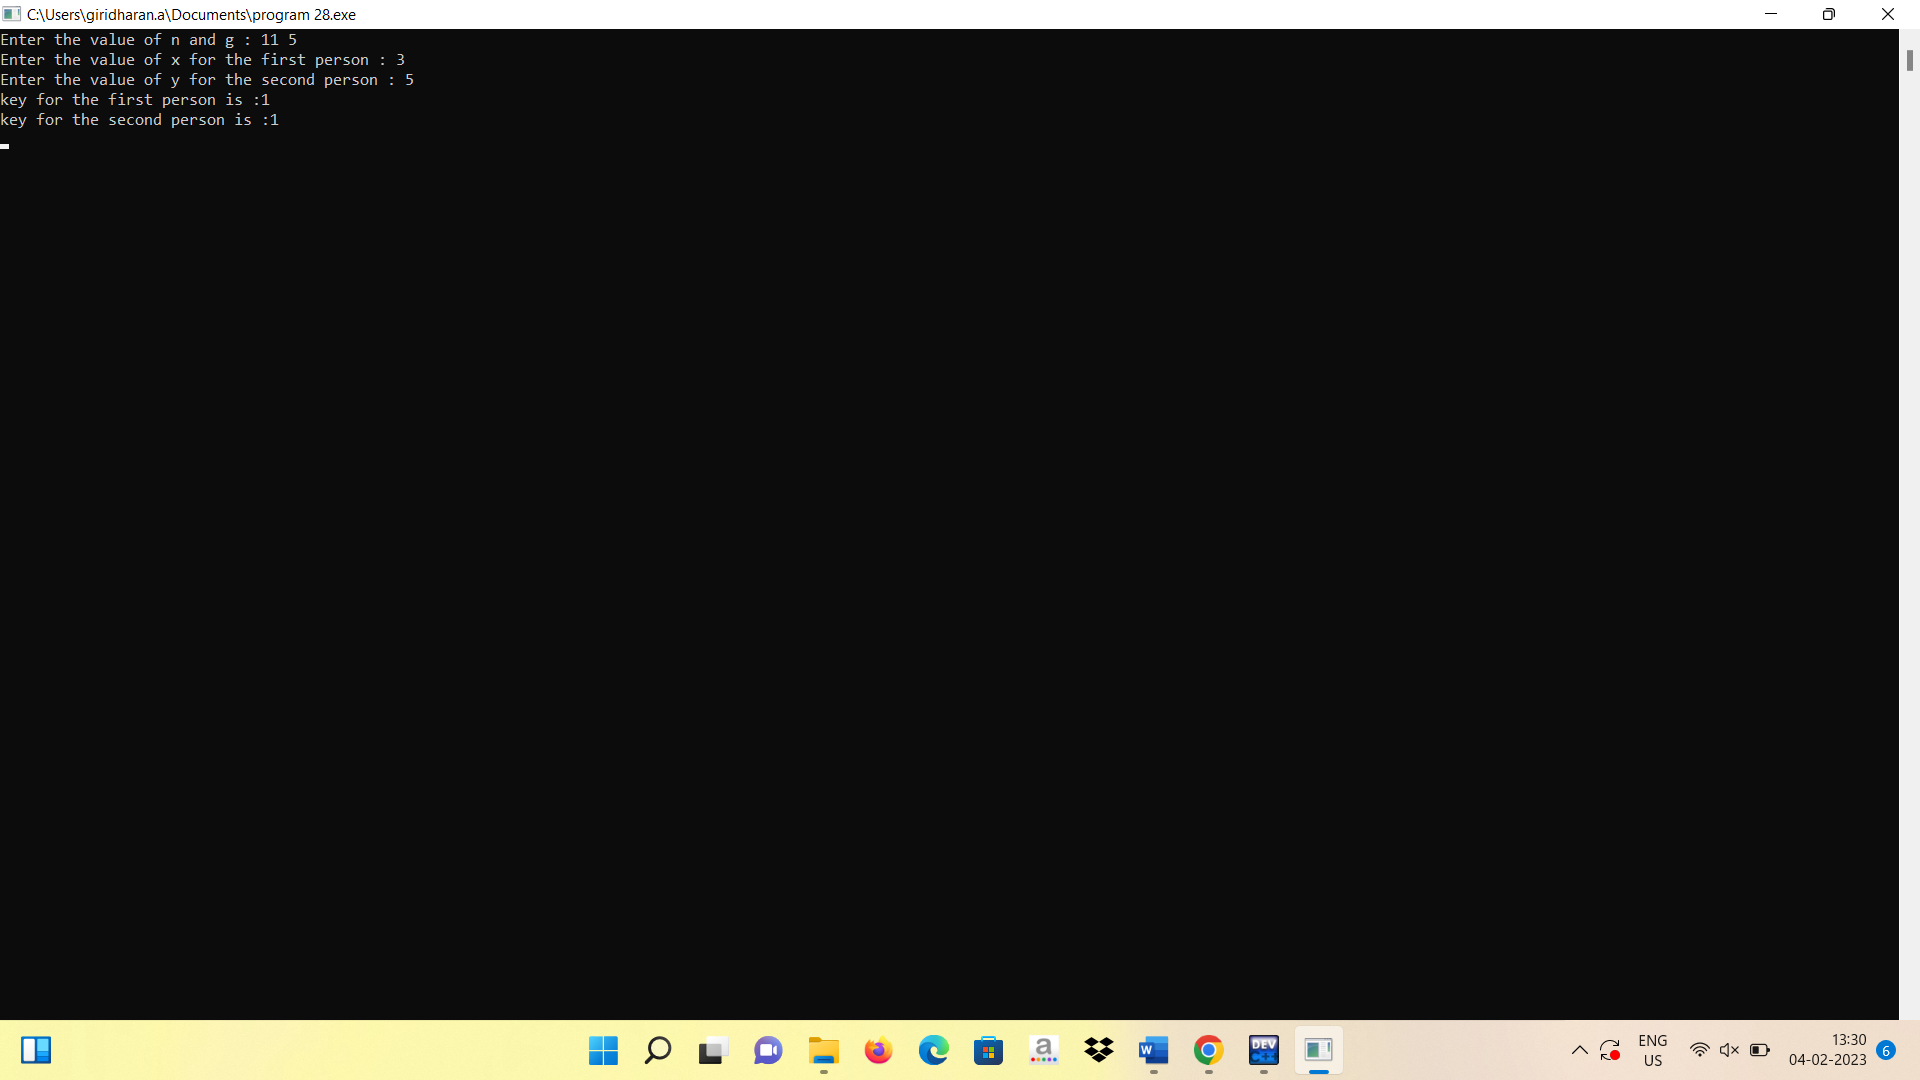 C:\Users\giridharan.a\Documents\program 28.exe
Enter the value of n and g : 11 5
Enter the value of x for the first person : 3
Enter the value of y for the second person : 5
key for the first person is :1
key for the second person is :1
a
W
DEV
C++
ENG
US
13:30
04-02-2023
6